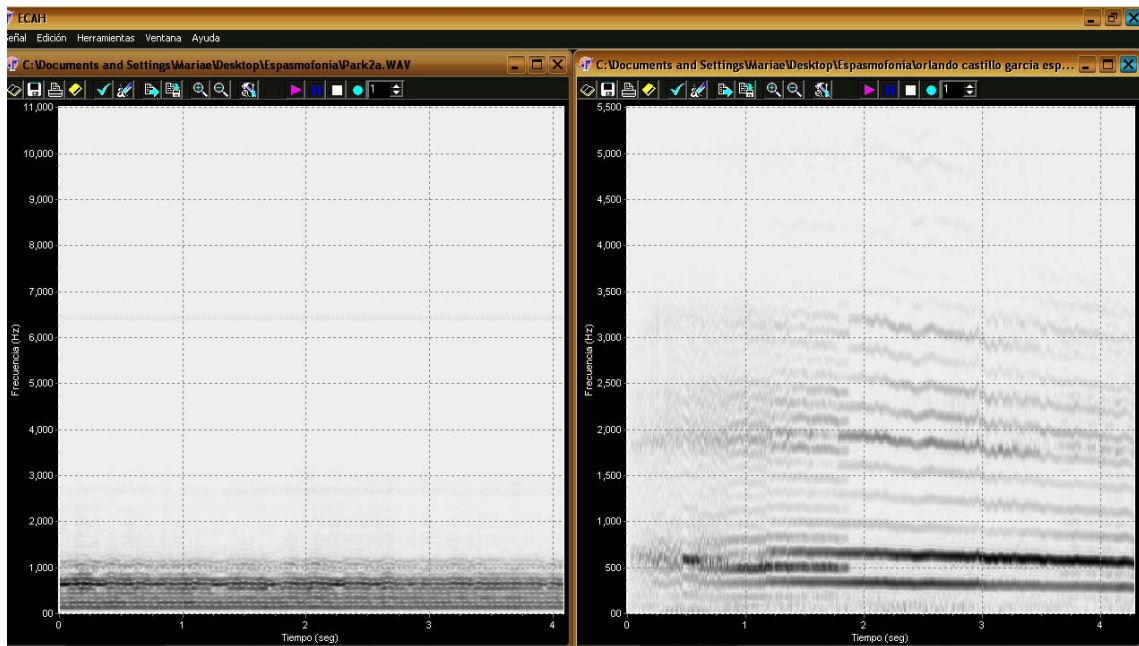 ECAH
Señal Edición Herramientas Ventana Ayuda
C:\Documents and Settings\Mariae\Desktop\Espasmofonia\Park2a.WAV
1
11,000
10,000
9,000
8,000
7,000
6,000
5,000
4,000
3,000
2,000
1,000
00
Frecuencia (Hz)
0 1 2 3 4
Tiempo (seg)
C:\Documents and Settings\Mariae\Desktop\Espasmofonia\orlando castillo garcia esp...
1
5,500
5,000
4,500
4,000
3,500
3,000
2,500
2,000
1,500
1,000
500
00
Frecuencia (Hz)
0 1 2 3 4
Tiempo (seg)